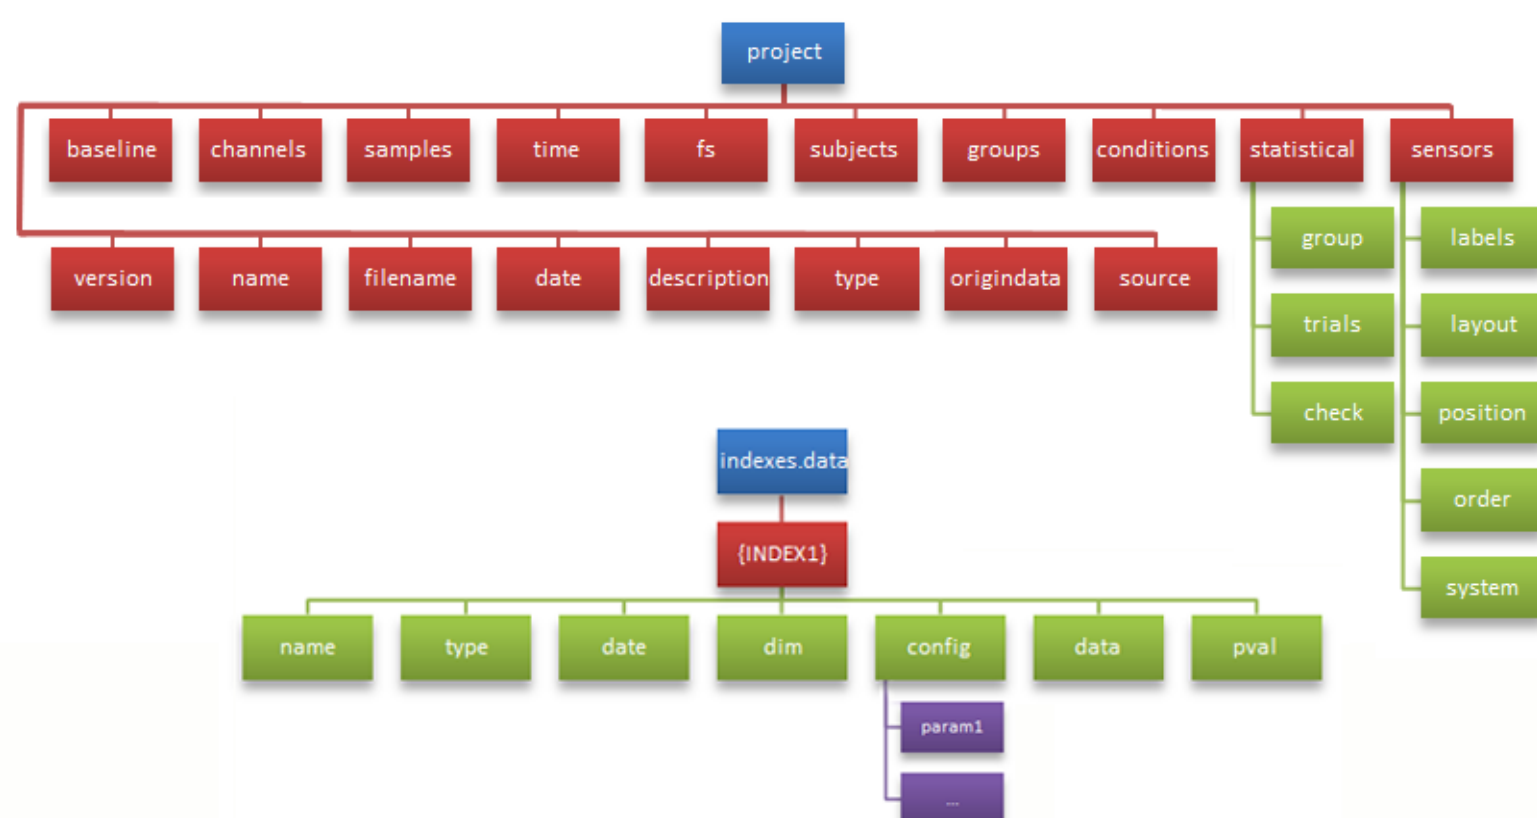 project
baseline channels samples time fs subjects groups conditions statistical sensors
group labels
version name filename date description type origindata source
trials layout
check position
indexes.data
order
{INDEX1}
system
name type date dim config data pval
param1
...